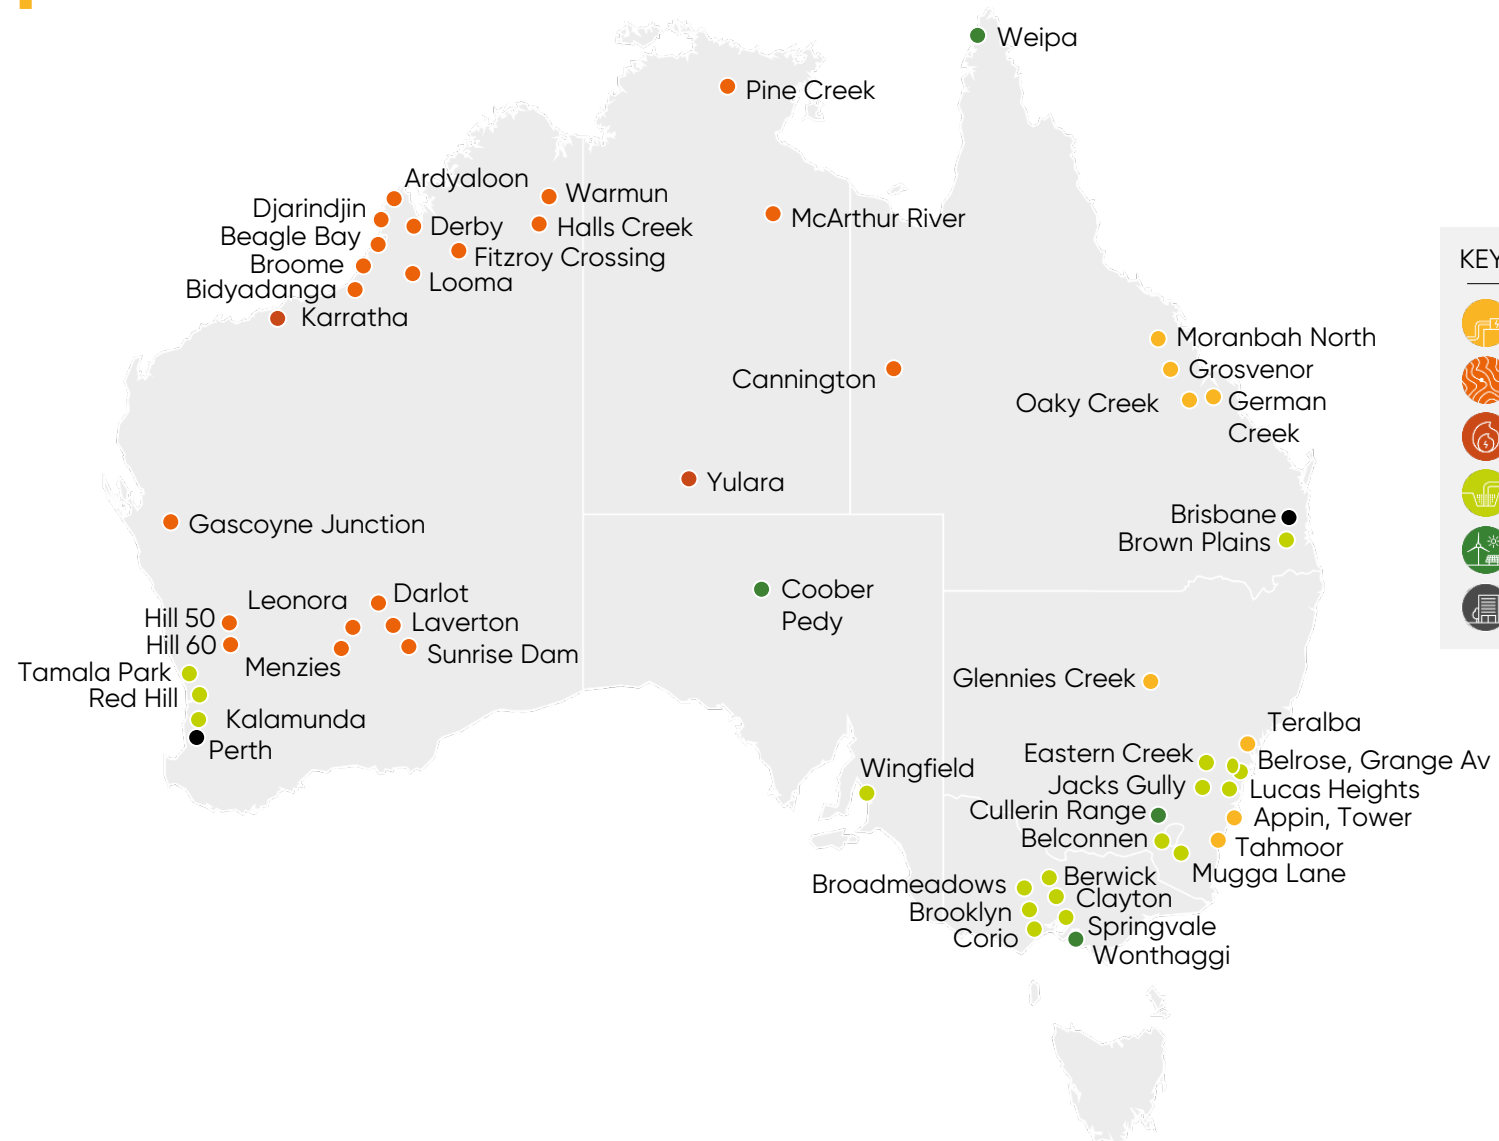 Weipa
Pine Creek
Ardyaloon
Warmun
Djarindjin
McArthur River
Derby
Halls Creek
Beagle Bay
Fitzroy Crossing
Broome
Looma
Bidyadanga
Karratha
KEY
Moranbah North
Grosvenor
Cannington
Oaky Creek
German
Creek
Yulara
Brisbane
Gascoyne Junction
Brown Plains
Coober
Pedy
Darlot
Leonora
Hill 50
Laverton
Hill 60
Sunrise Dam
Menzies
Tamala Park
Red Hill
Glennies Creek
Kalamunda
Teralba
Perth
Eastern Creek
Belrose, Grange Av
Wingfield
Jacks Gully
Lucas Heights
Cullerin Range
Appin, Tower
Belconnen
Tahmoor
Mugga Lane
Berwick
Broadmeadows
Clayton
Brooklyn
Springvale
Corio
Wonthaggi